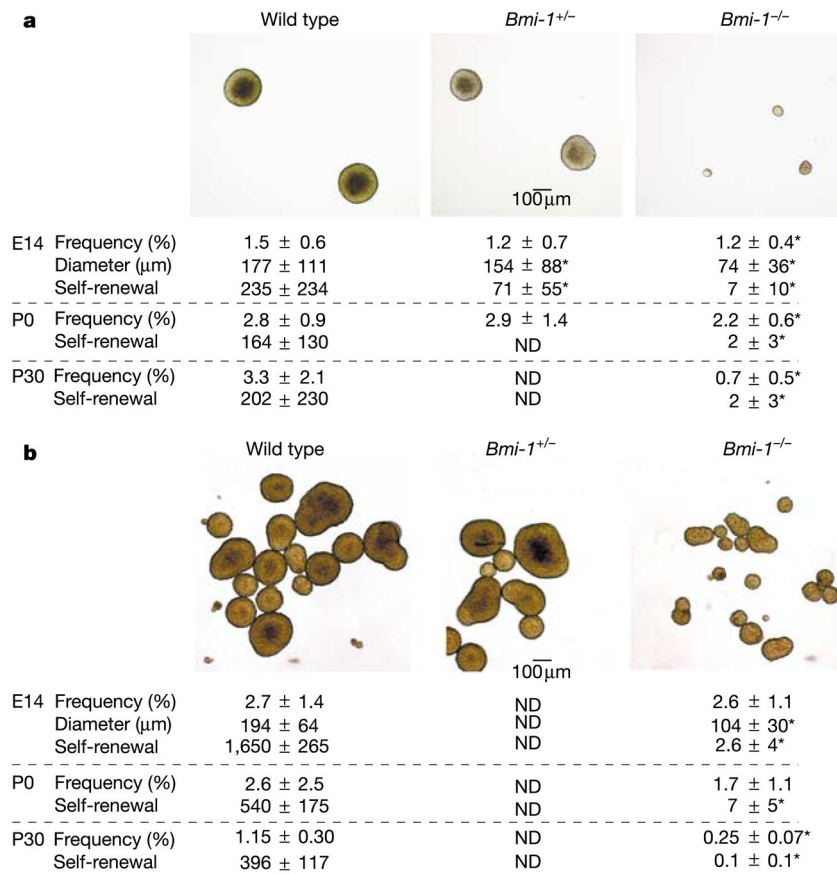 a
Wild type Bmi-1+/– Bmi-1–/–
100 µm
E14 Frequency (%) 1.5 ± 0.6 1.2 ± 0.7 1.2 ± 0.4*
Diameter (µm) 177 ± 111 154 ± 88* 74 ± 36*
Self-renewal 235 ± 234 71 ± 55* 7 ± 10*
P0 Frequency (%) 2.8 ± 0.9 2.9 ± 1.4 2.2 ± 0.6*
Self-renewal 164 ± 130 ND 2 ± 3*
P30 Frequency (%) 3.3 ± 2.1 ND 0.7 ± 0.5*
Self-renewal 202 ± 230 ND 2 ± 3*
b
Wild type Bmi-1+/– Bmi-1–/–
100 µm
E14 Frequency (%) 2.7 ± 1.4 ND 2.6 ± 1.1
Diameter (µm) 194 ± 64 ND 104 ± 30*
Self-renewal 1,650 ± 265 ND 2.6 ± 4*
P0 Frequency (%) 2.6 ± 2.5 ND 1.7 ± 1.1
Self-renewal 540 ± 175 ND 7 ± 5*
P30 Frequency (%) 1.15 ± 0.30 ND 0.25 ± 0.07*
Self-renewal 396 ± 117 ND 0.1 ± 0.1*